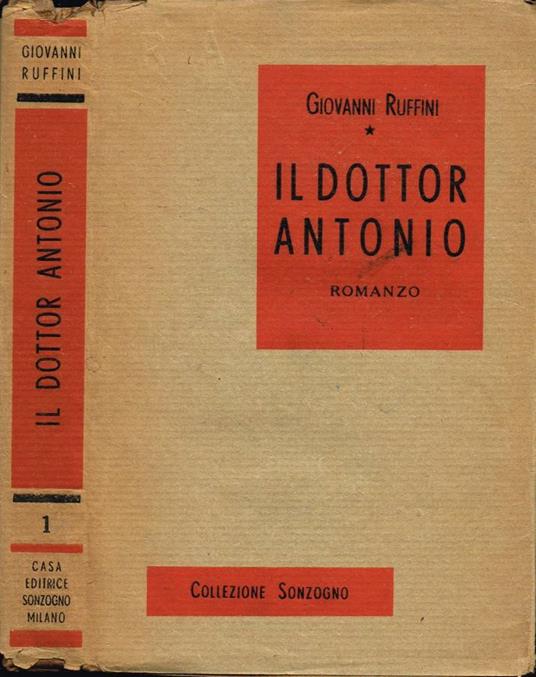 GIOVANNI
RUFFINI
IL DOTTOR ANTONIO
1
CASA
EDITRICE
SONZOGNO
MILANO
GIOVANNI RUFFINI
★
IL DOTTOR
ANTONIO
ROMANZO
COLLEZIONE SONZOGNO